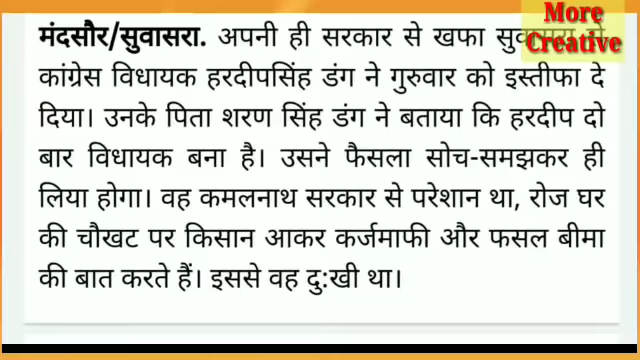 More
Creative
मंदसौर/सुवासरा. अपनी ही सरकार से खफा
कांग्रेस विधायक हरदीपसिंह डंग ने गुरुवार को इस्तीफा दे
दिया। उनके पिता शरण सिंह डंग ने बताया कि हरदीप दो
बार विधायक बना है। उसने फैसला सोच-समझकर ही
लिया होगा। वह कमलनाथ सरकार से परेशान था, रोज घर
की चौखट पर किसान आकर कर्जमाफी और फसल बीमा
की बात करते हैं। इससे वह दु:खी था।